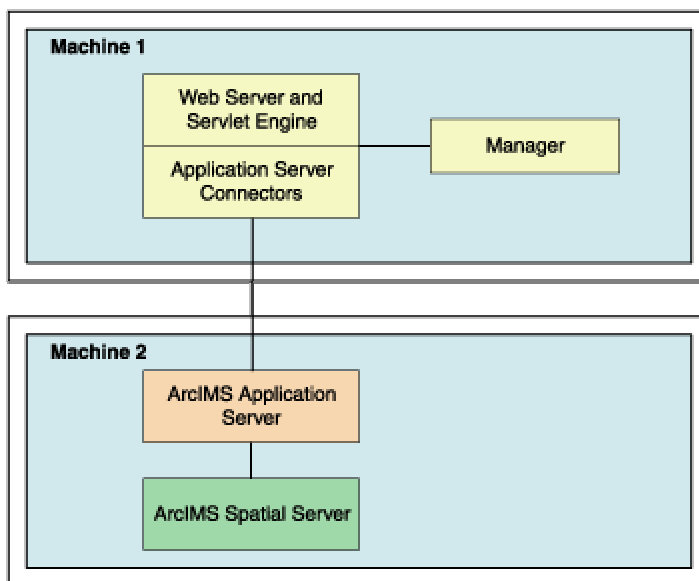 Machine 1
Web Server and
Servlet Engine
Manager
Application Server
Connectors
Machine 2
ArcIMS Application
Server
ArcIMS Spatial Server